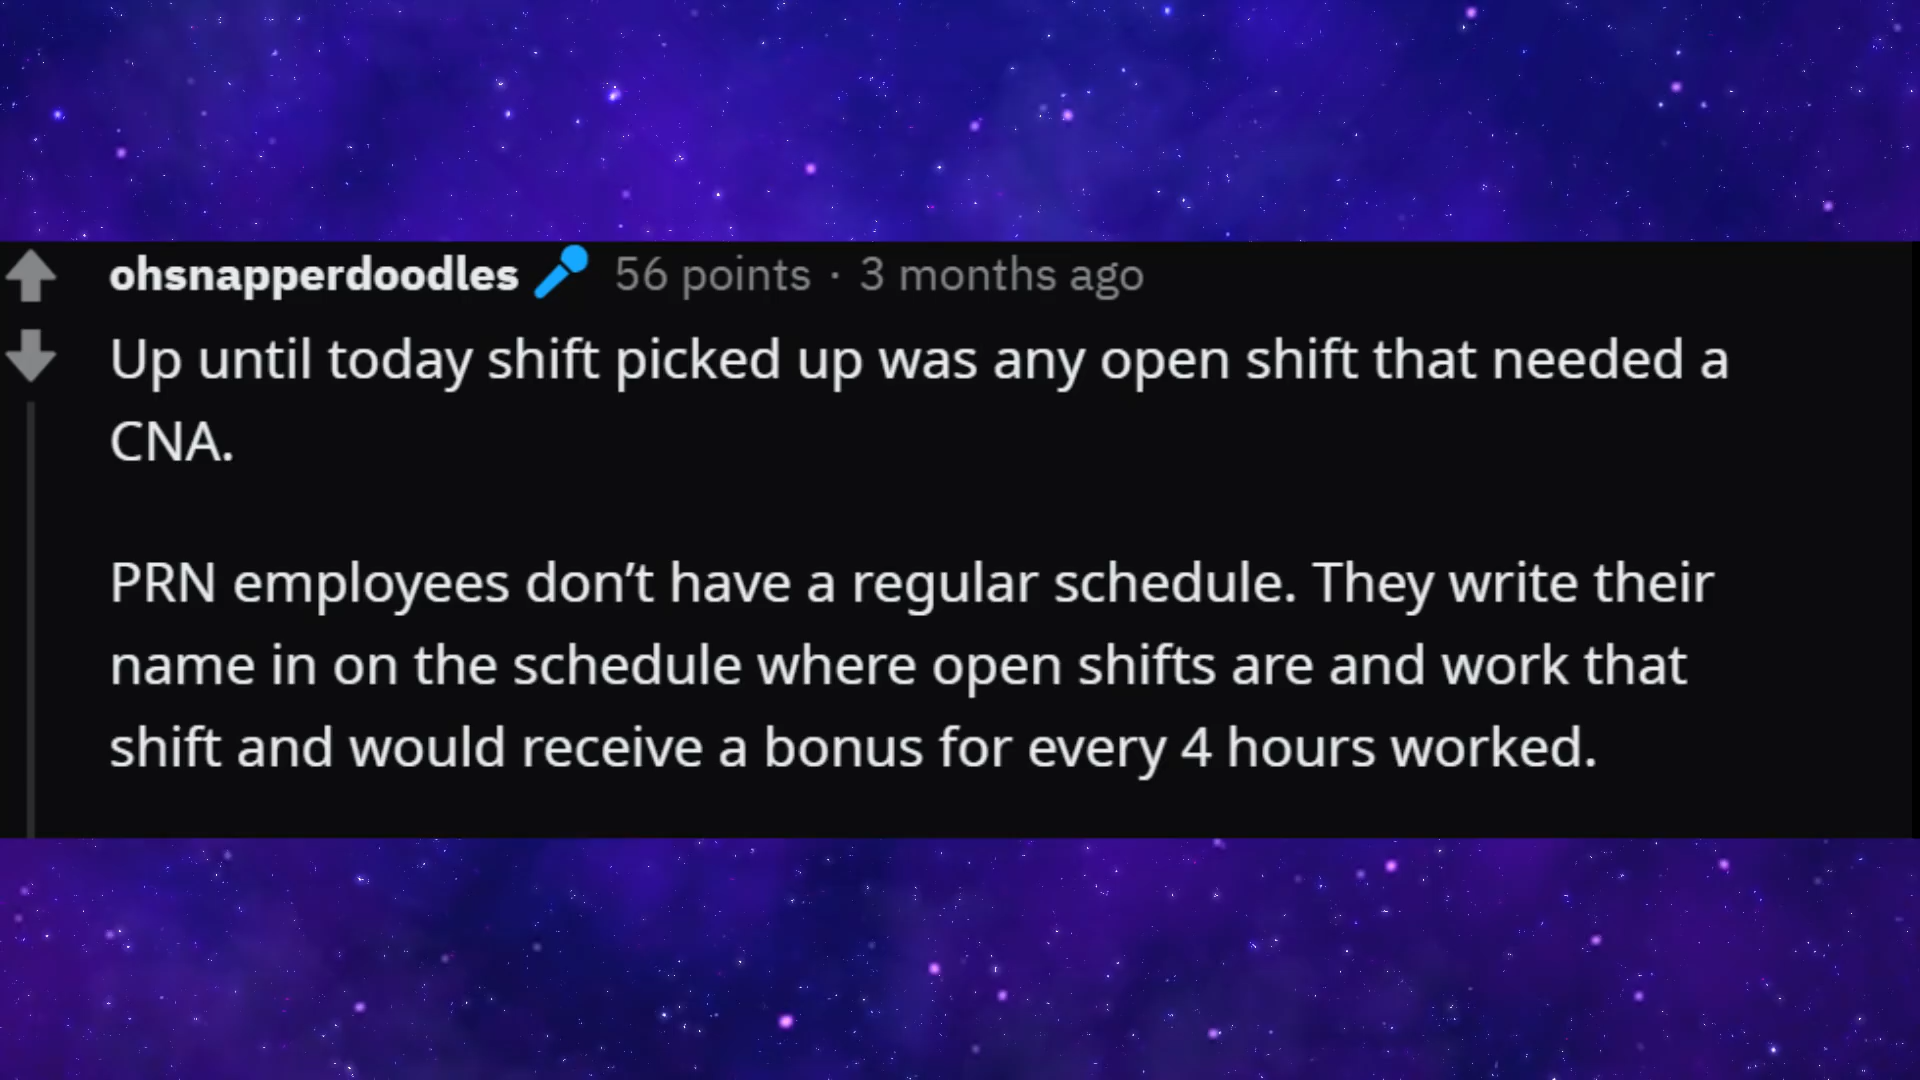 ohsnapperdoodles 56 points · 3 months ago
Up until today shift picked up was any open shift that needed a
CNA.
PRN employees don’t have a regular schedule. They write their
name in on the schedule where open shifts are and work that
shift and would receive a bonus for every 4 hours worked.